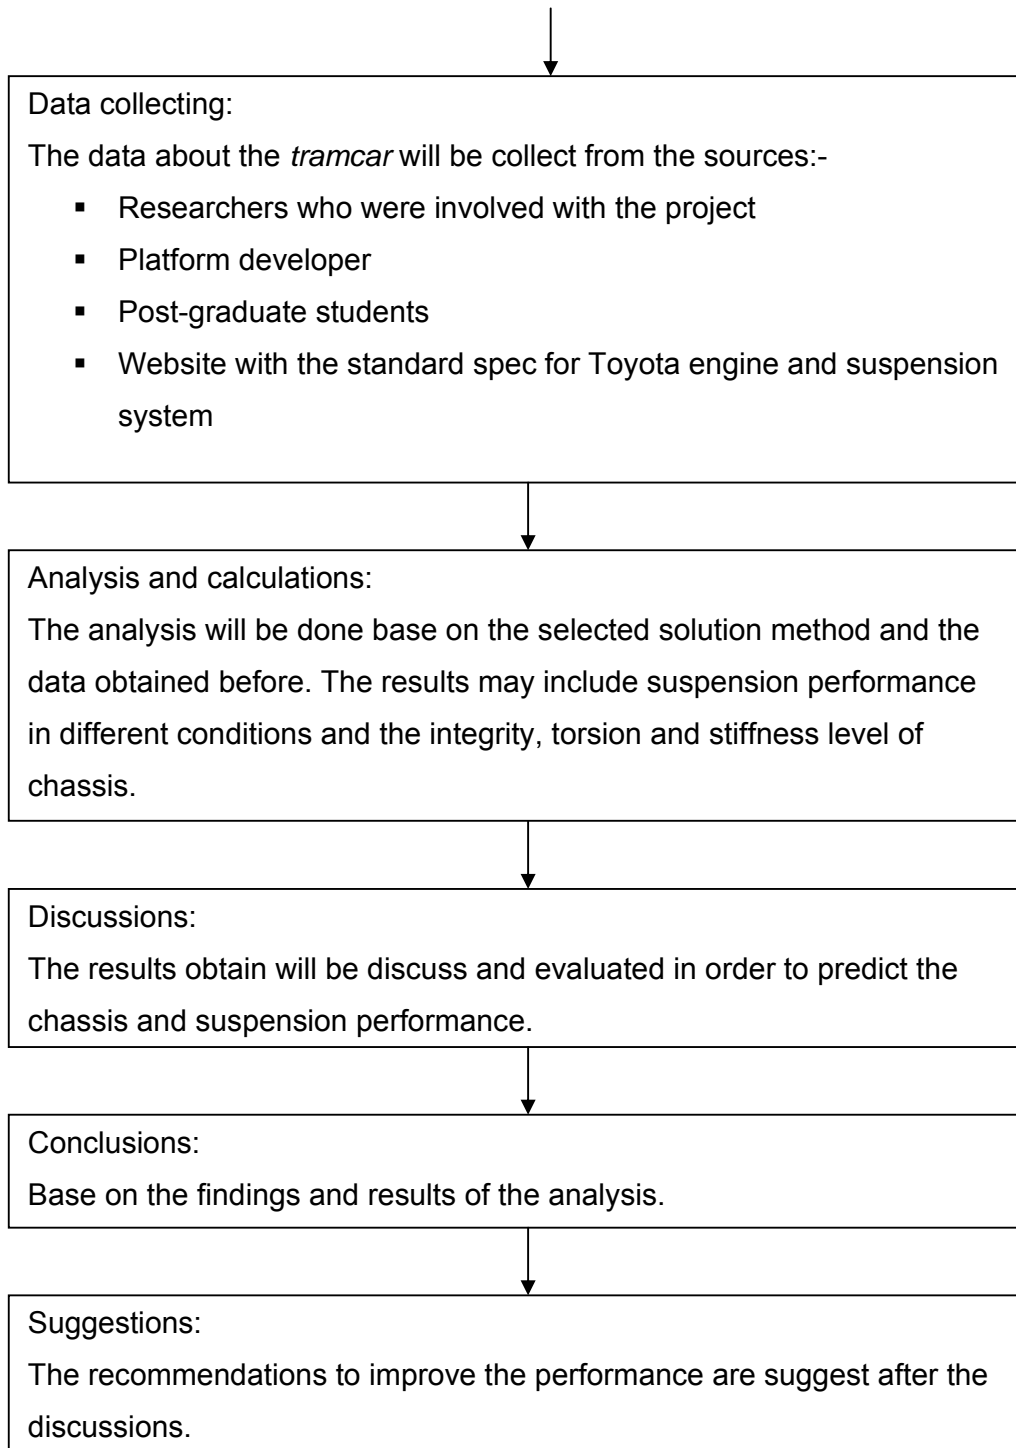 Data collecting:
The data about the tramcar will be collect from the sources:-
▪ Researchers who were involved with the project
▪ Platform developer
▪ Post-graduate students
▪ Website with the standard spec for Toyota engine and suspension
system
Analysis and calculations:
The analysis will be done base on the selected solution method and the
data obtained before. The results may include suspension performance
in different conditions and the integrity, torsion and stiffness level of
chassis.
Discussions:
The results obtain will be discuss and evaluated in order to predict the
chassis and suspension performance.
Conclusions:
Base on the findings and results of the analysis.
Suggestions:
The recommendations to improve the performance are suggest after the
discussions.